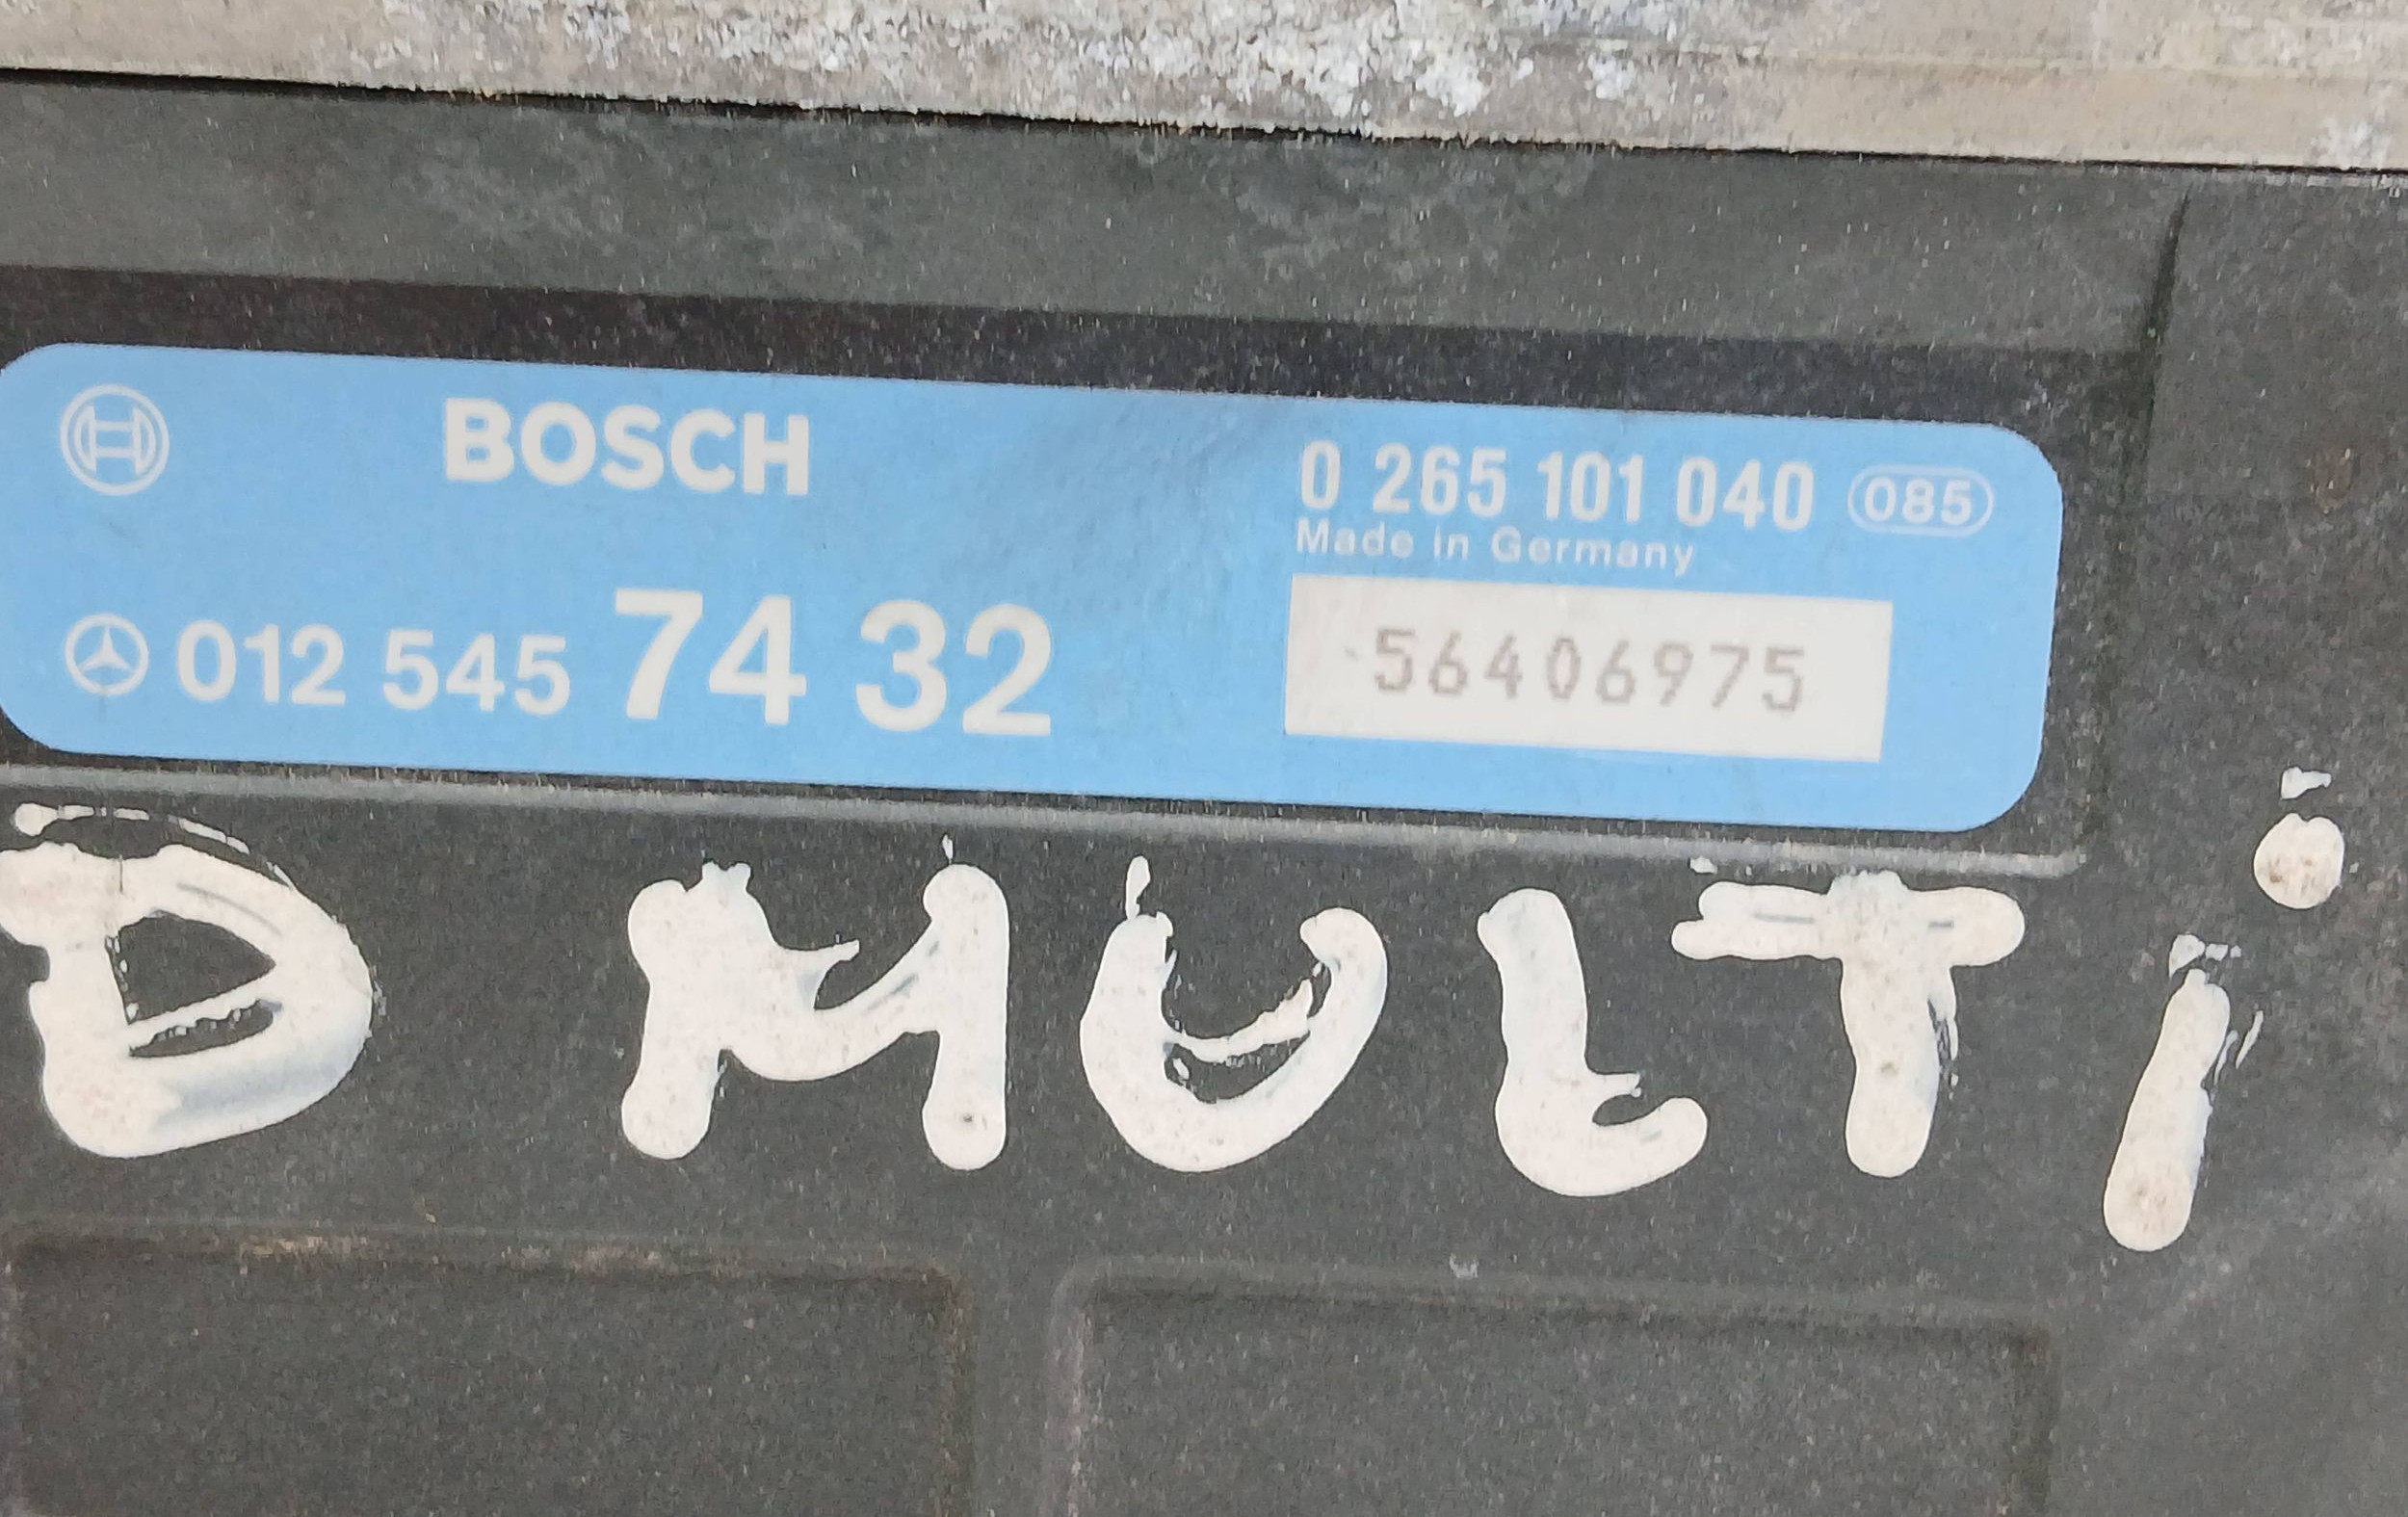 BOSCH
0 265 101 040 085
Made in Germany
012 545 74 32
56406975
D MULTi